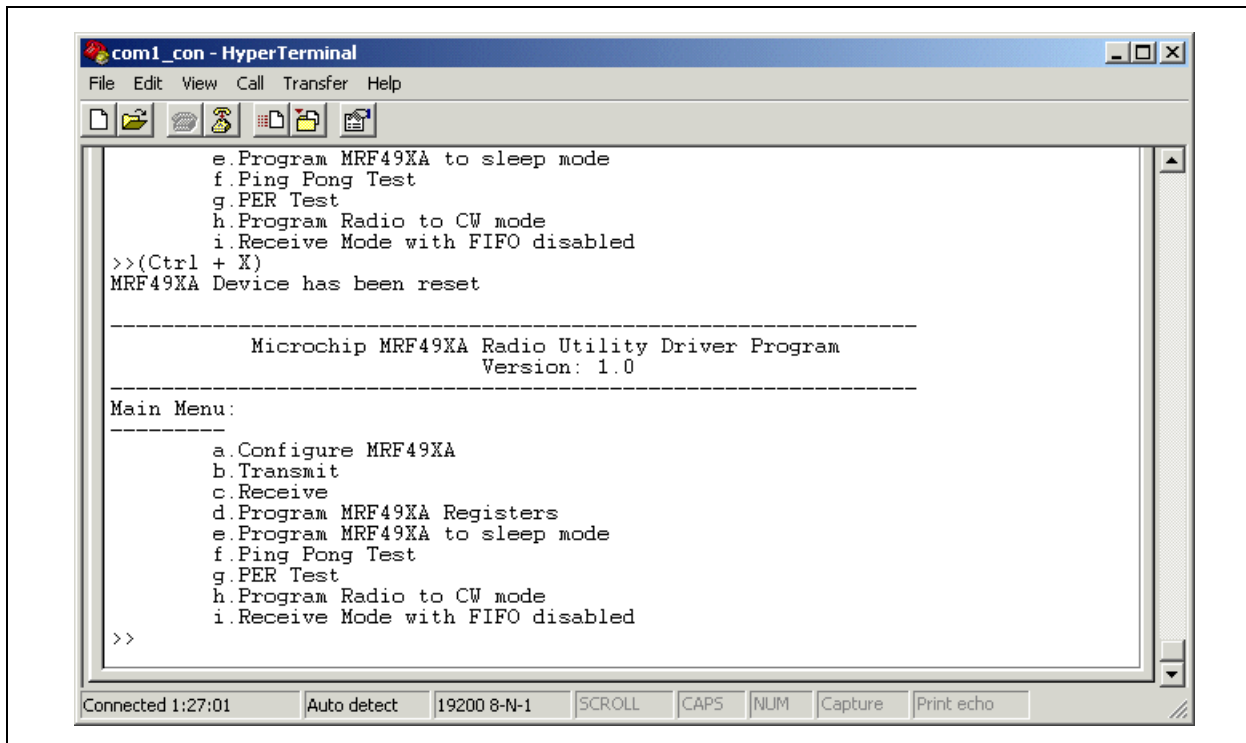 com1_con - HyperTerminal
File Edit View Call Transfer Help
e.Program MRF49XA to sleep mode
f.Ping Pong Test
g.PER Test
h.Program Radio to CW mode
i.Receive Mode with FIFO disabled
>>(Ctrl + X)
MRF49XA Device has been reset
Microchip MRF49XA Radio Utility Driver Program
Version: 1.0
Main Menu:
a.Configure MRF49XA
b.Transmit
c.Receive
d.Program MRF49XA Registers
e.Program MRF49XA to sleep mode
f.Ping Pong Test
g.PER Test
h.Program Radio to CW mode
i.Receive Mode with FIFO disabled
>>
Connected 1:27:01 Auto detect 19200 8-N-1 SCROLL CAPS NUM Capture Print echo